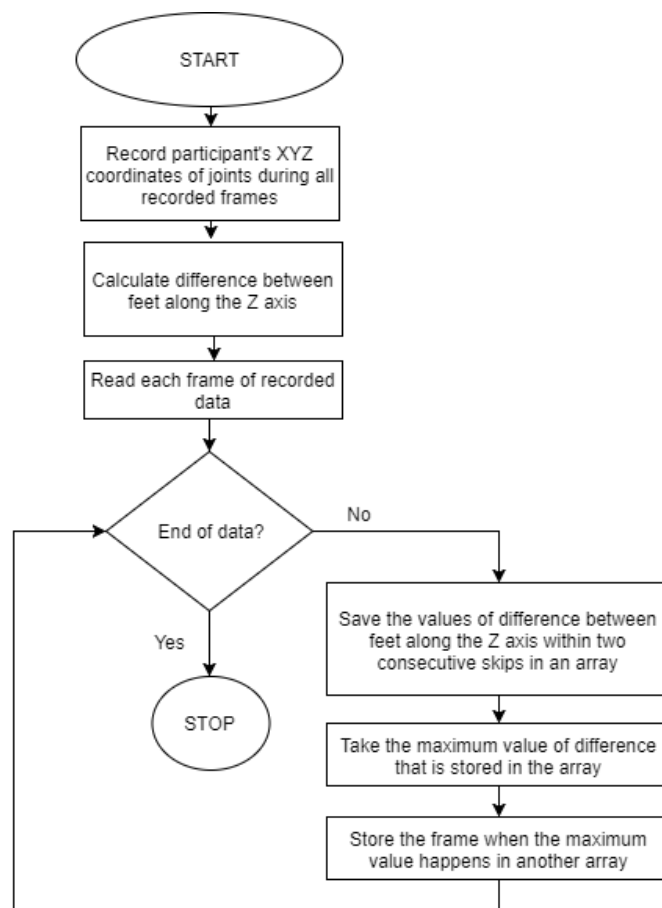 START
Record participant's XYZ
coordinates of joints during all
recorded frames
Calculate difference between
feet along the Z axis
Read each frame of recorded
data
End of data?
No
Yes
STOP
Save the values of difference between
feet along the Z axis within two
consecutive skips in an array
Take the maximum value of difference
that is stored in the array
Store the frame when the maximum
value happens in another array